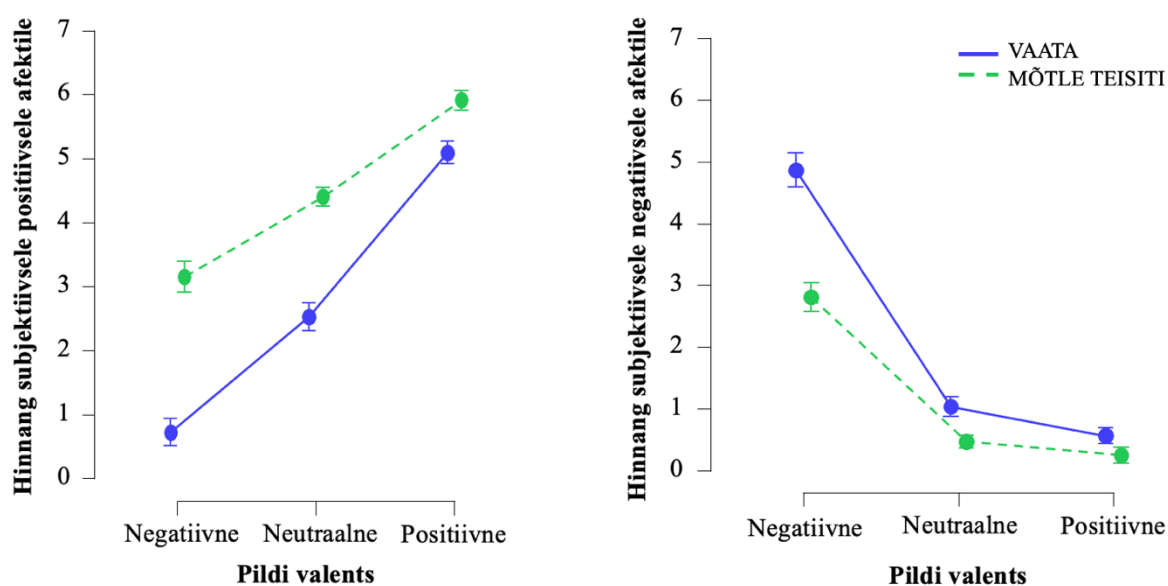 Hinnang subjektiivsele positiivsele afektile
7
6
5
4
3
2
1
0
Negatiivne Neutraalne Positiivne
Pildi valents
Hinnang subjektiivsele negatiivsele afektile
7
6
5
4
3
2
1
0
VAATA
MÕTLE TEISITI
Negatiivne Neutraalne Positiivne
Pildi valents